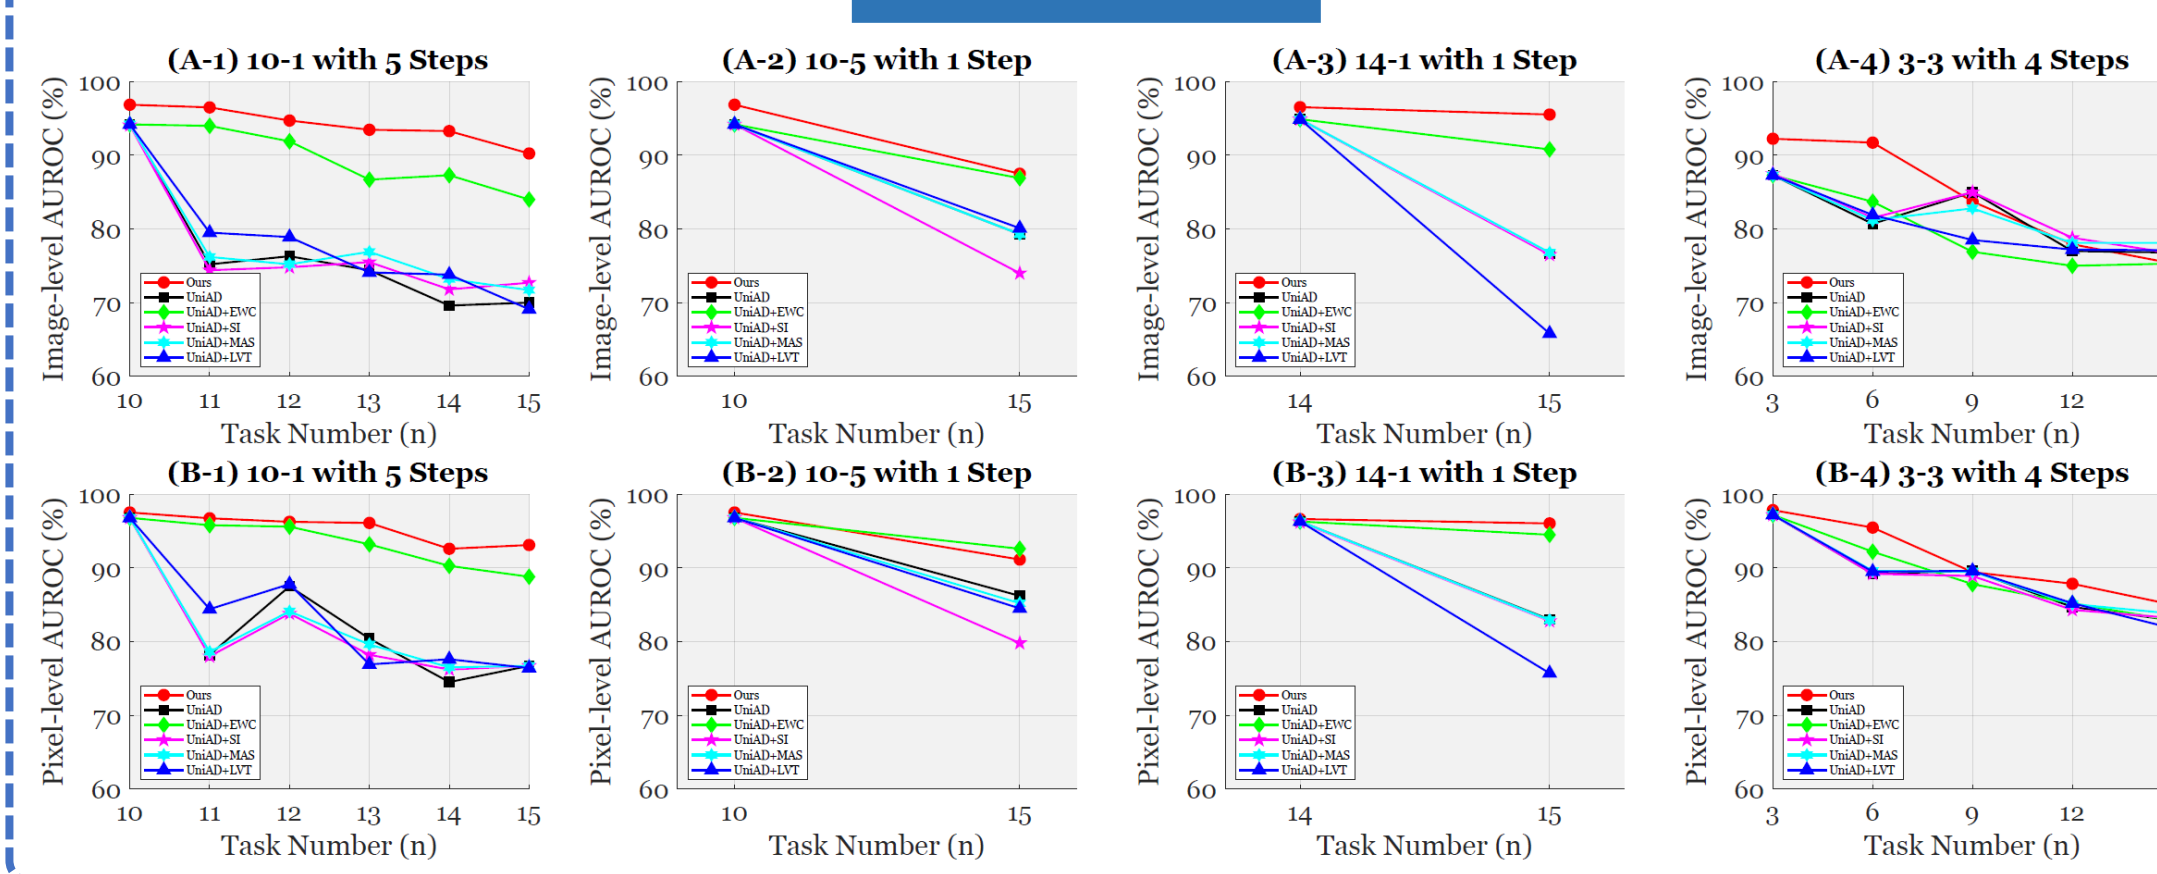 (A-1) 10-1 with 5 Steps
Image-level AUROC (%)
100
90
80
70
60
Ours
UniAD
UniAD+EWC
UniAD+SI
UniAD+MAS
UniAD+LVT
10 11 12 13 14 15
Task Number (n)
(A-2) 10-5 with 1 Step
Image-level AUROC (%)
100
90
80
70
60
Ours
UniAD
UniAD+EWC
UniAD+SI
UniAD+MAS
UniAD+LVT
10 15
Task Number (n)
(A-3) 14-1 with 1 Step
Image-level AUROC (%)
100
90
80
70
60
Ours
UniAD
UniAD+EWC
UniAD+SI
UniAD+MAS
UniAD+LVT
14 15
Task Number (n)
(A-4) 3-3 with 4 Steps
Image-level AUROC (%)
100
90
80
70
60
Ours
UniAD
UniAD+EWC
UniAD+SI
UniAD+MAS
UniAD+LVT
3 6 9 12
Task Number (n)
(B-1) 10-1 with 5 Steps
Pixel-level AUROC (%)
100
90
80
70
60
Ours
UniAD
UniAD+EWC
UniAD+SI
UniAD+MAS
UniAD+LVT
10 11 12 13 14 15
Task Number (n)
(B-2) 10-5 with 1 Step
Pixel-level AUROC (%)
100
90
80
70
60
Ours
UniAD
UniAD+EWC
UniAD+SI
UniAD+MAS
UniAD+LVT
10 15
Task Number (n)
(B-3) 14-1 with 1 Step
Pixel-level AUROC (%)
100
90
80
70
60
Ours
UniAD
UniAD+EWC
UniAD+SI
UniAD+MAS
UniAD+LVT
14 15
Task Number (n)
(B-4) 3-3 with 4 Steps
Pixel-level AUROC (%)
100
90
80
70
60
Ours
UniAD
UniAD+EWC
UniAD+SI
UniAD+MAS
UniAD+LVT
3 6 9 12
Task Number (n)